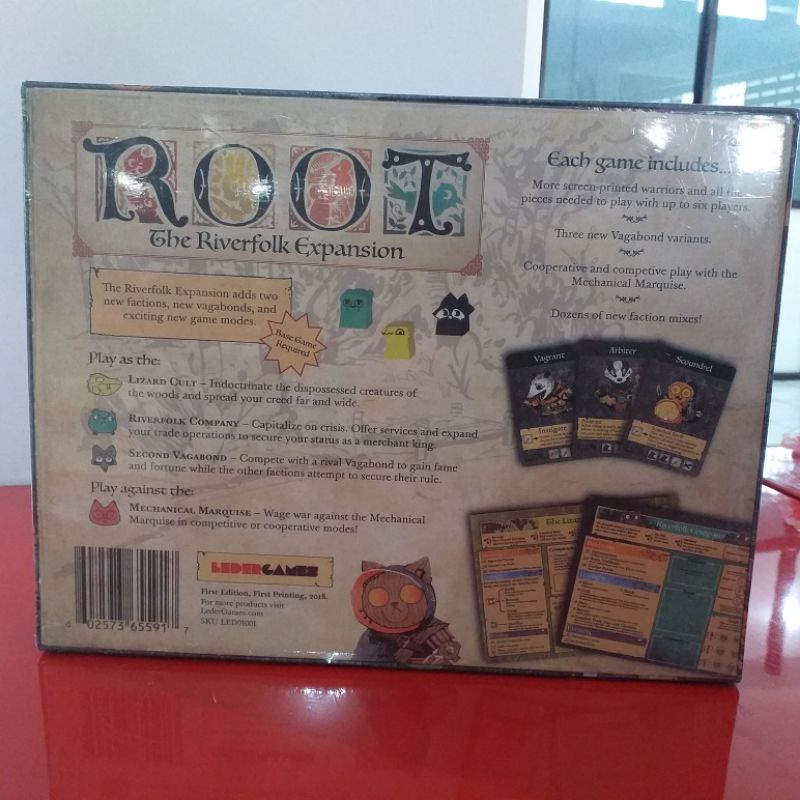 ROOT
The Riverfolk Expansion
The Riverfolk Expansion adds two
new factions, new vagabonds, and
exciting new game modes.
Base Game
Required
Play as the:
Lizard Cult – Indoctrinate the dispossessed creatures of
the woods and spread your creed far and wide.
Riverfolk Company – Capitalize on crisis. Offer services and expand
your trade operations to secure your status as a merchant king.
Second Vagabond – Compete with a rival Vagabond to gain fame
and fortune while the other factions attempt to secure their rule.
Play against the:
Mechanical Marquise – Wage war against the Mechanical
Marquise in competitive or cooperative modes!
6 02573 65591 7
LEDERGAMES
First Edition, First Printing, 2018.
For more products visit
LederGames.com
SKU LED01001
Each game includes...
More screen-printed warriors and all the
pieces needed to play with up to six players.
Three new Vagabond variants.
Cooperative and competive play with the
Mechanical Marquise.
Dozens of new faction mixes!
Vagrant
Arbiter
Scoundrel
Instigate
Riverfolk